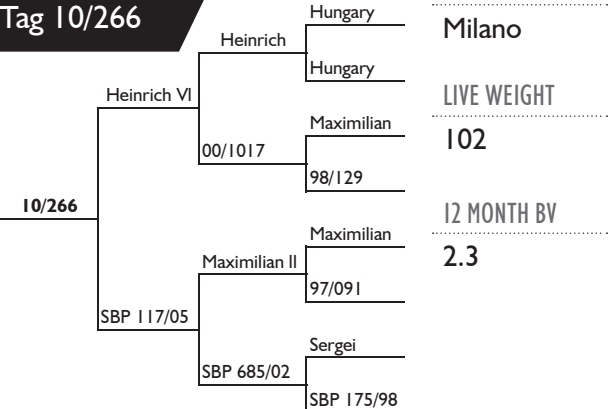 Tag 10/266
Hungary
Heinrich
Hungary
Heinrich VI
Maximilian
00/1017
98/129
10/266
Maximilian
Maximilian II
97/091
SBP 117/05
Sergei
SBP 685/02
SBP 175/98
Milano
LIVE WEIGHT
102
12 MONTH BV
2.3